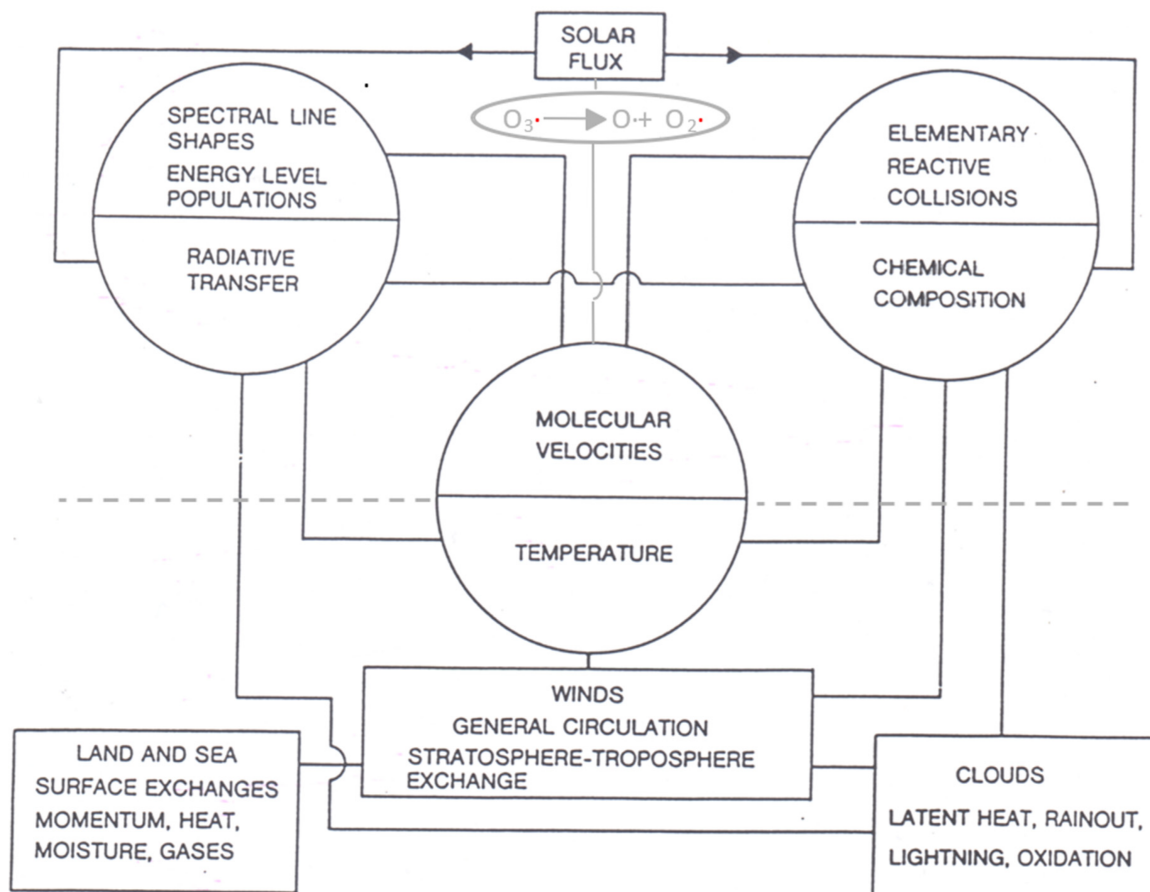 SOLAR
FLUX
O₃· → O·+ O₂·
SPECTRAL LINE
SHAPES
ENERGY LEVEL
POPULATIONS
RADIATIVE
TRANSFER
ELEMENTARY
REACTIVE
COLLISIONS
CHEMICAL
COMPOSITION
MOLECULAR
VELOCITIES
TEMPERATURE
WINDS
GENERAL CIRCULATION
STRATOSPHERE-TROPOSPHERE
EXCHANGE
LAND AND SEA
SURFACE EXCHANGES
MOMENTUM, HEAT,
MOISTURE, GASES
CLOUDS
LATENT HEAT, RAINOUT,
LIGHTNING, OXIDATION